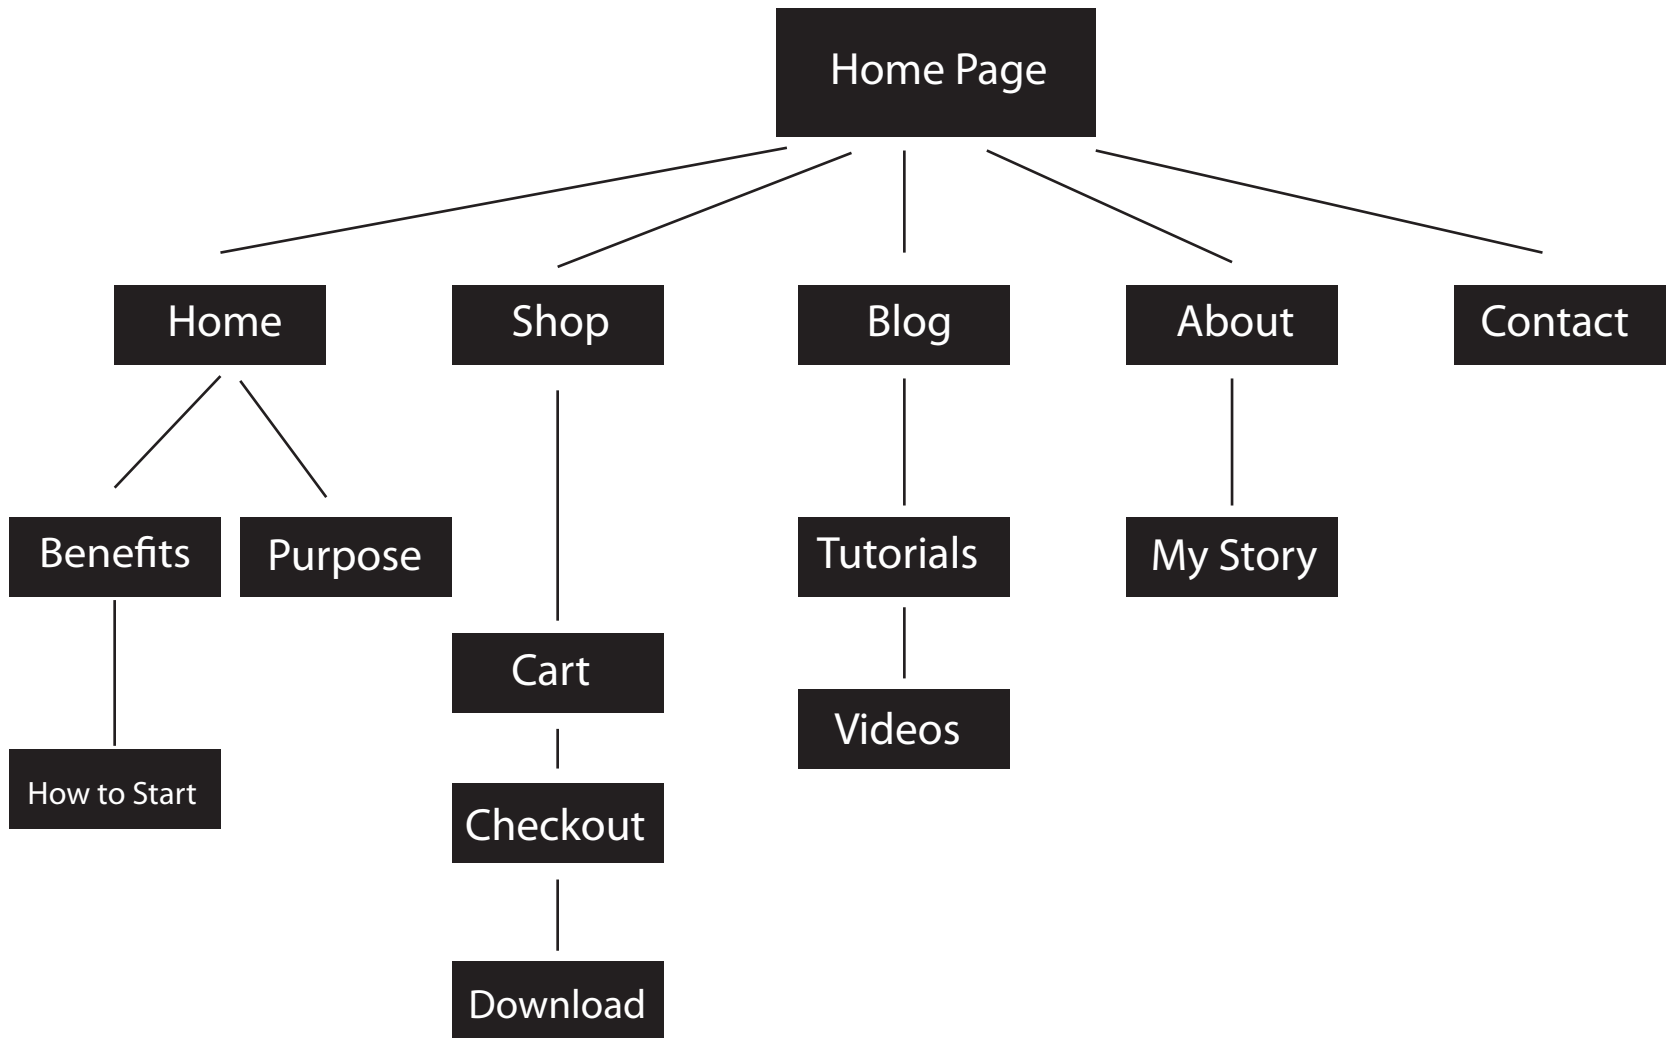 Home Page
Home
Shop
Blog
About
Contact
Benefits
Purpose
Tutorials
My Story
Cart
Videos
How to Start
Checkout
Download